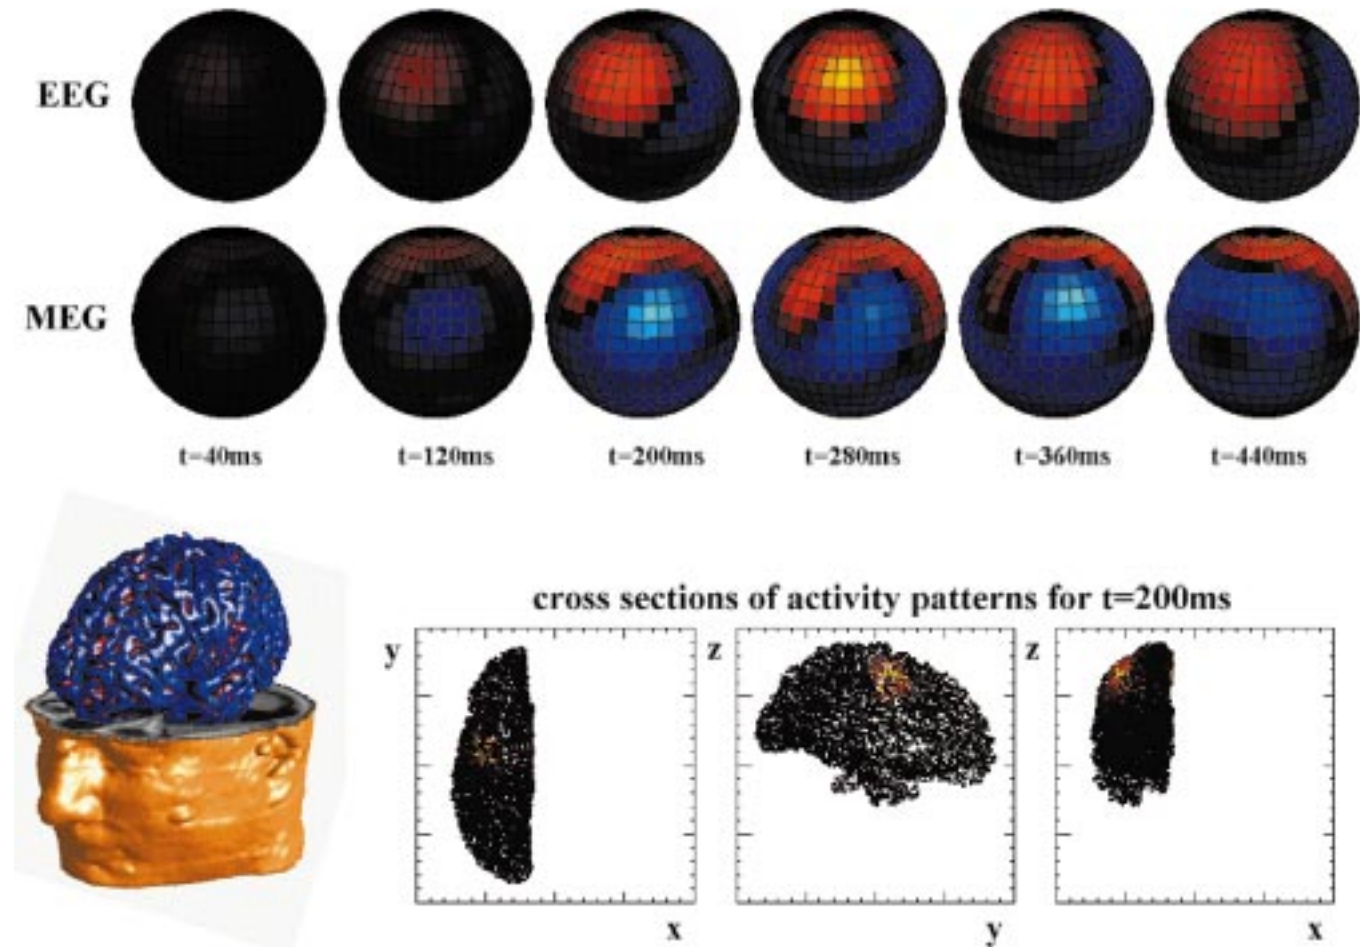 EEG
MEG
t=40ms t=120ms t=200ms t=280ms t=360ms t=440ms
cross sections of activity patterns for t=200ms
y z z
x y x